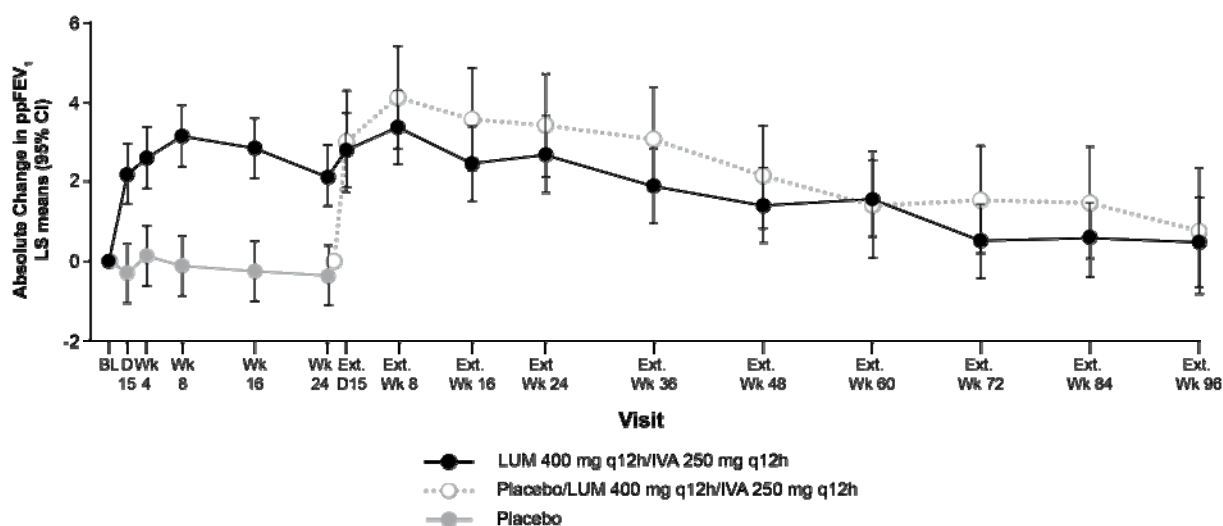 Absolute Change in ppFEV1
LS means (95% CI)
6
4
2
0
-2
BL D Wk Wk Wk Wk Ext. Ext. Ext. Ext Ext. Ext. Ext. Ext. Ext. Ext.
15 4 8 16 24 D15 Wk 8 Wk 16 Wk 24 Wk 36 Wk 48 Wk 60 Wk 72 Wk 84 Wk 96
Visit
LUM 400 mg q12h/IVA 250 mg q12h
Placebo/LUM 400 mg q12h/IVA 250 mg q12h
Placebo